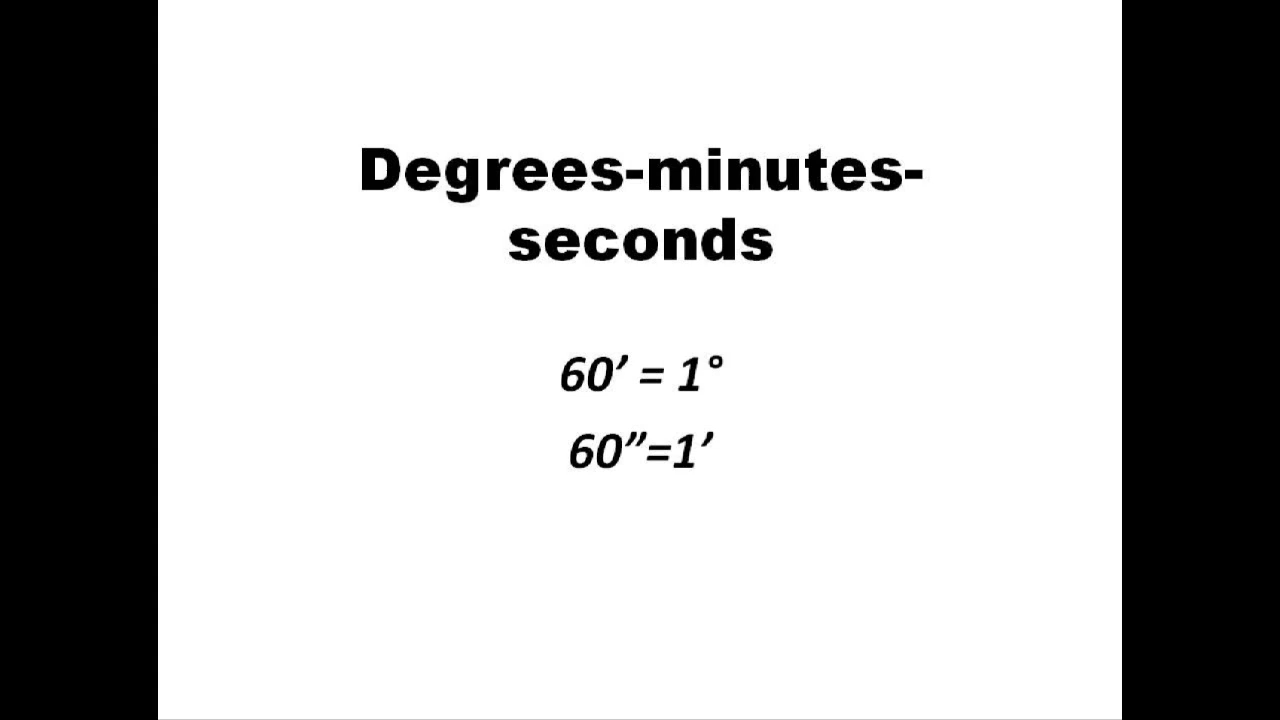 Degrees-minutes-
seconds
60’ = 1°
60”=1’